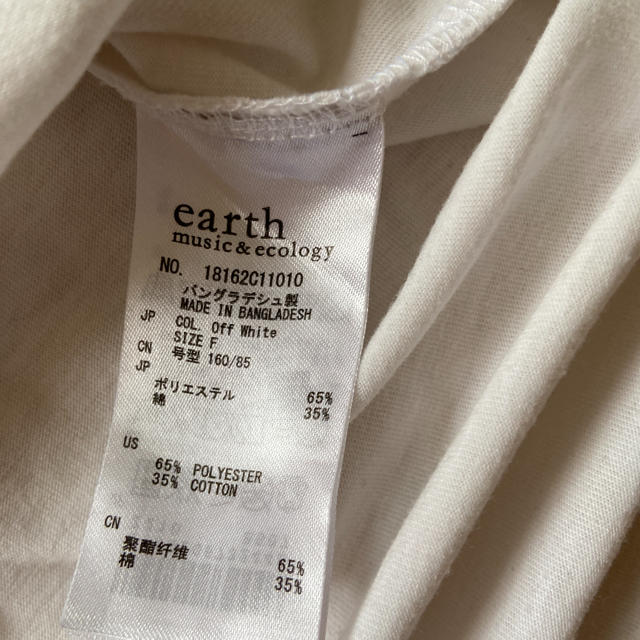 earth
music & ecology
NO. 18162C11010
バングラデシュ製
MADE IN BANGLADESH
JP COL. Off White
SIZE F
CN 号型 160/85
JP
ポリエステル 65%
綿 35%
US
65% POLYESTER
35% COTTON
CN
聚酯纤维 65%
棉 35%